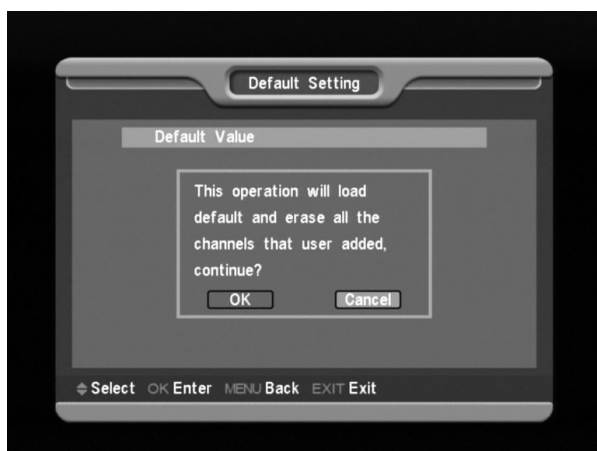 Default Setting
Default Value
This operation will load
default and erase all the
channels that user added,
continue?
OK Cancel
Select OK Enter MENU Back EXIT Exit